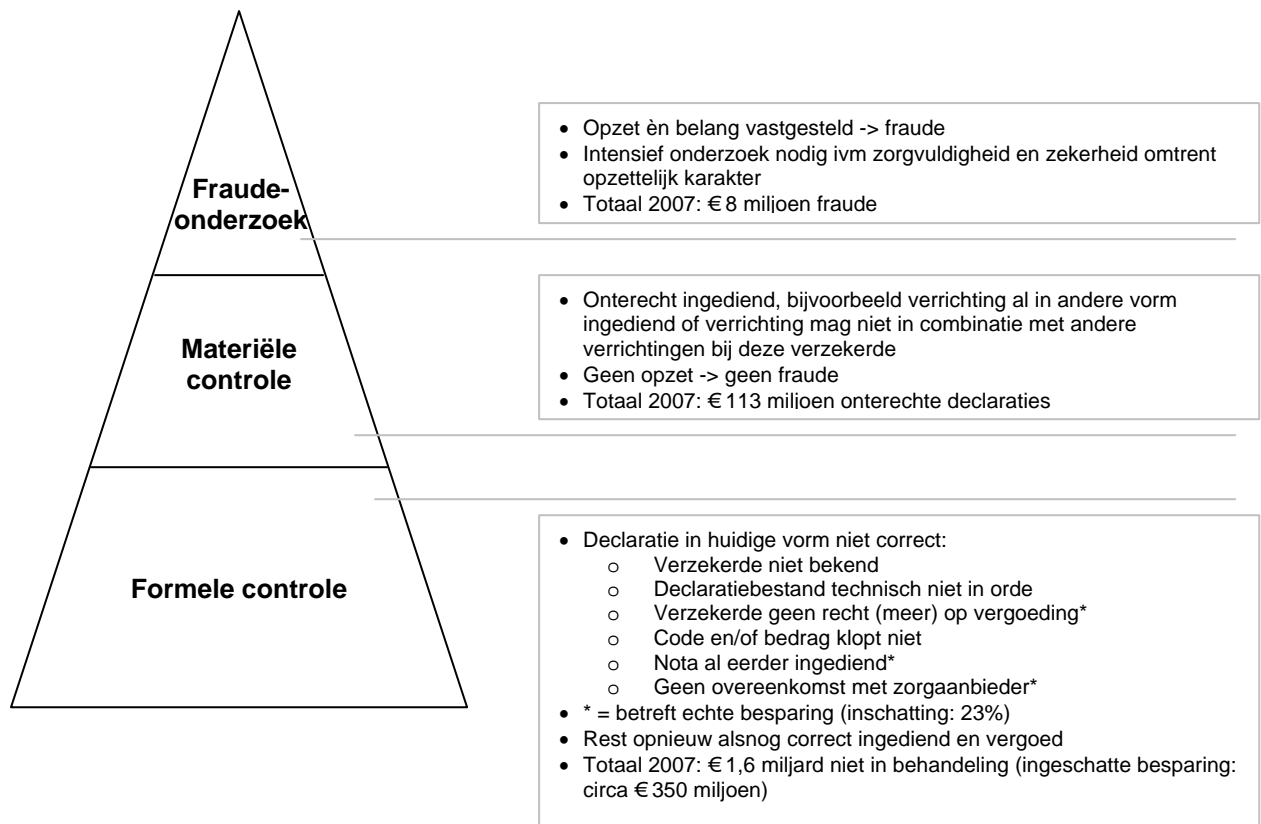 Fraude-
onderzoek
• Opzet èn belang vastgesteld -> fraude
• Intensief onderzoek nodig ivm zorgvuldigheid en zekerheid omtrent
opzettelijk karakter
• Totaal 2007: € 8 miljoen fraude
Materiële
controle
• Onterecht ingediend, bijvoorbeeld verrichting al in andere vorm
ingediend of verrichting mag niet in combinatie met andere
verrichtingen bij deze verzekerde
• Geen opzet -> geen fraude
• Totaal 2007: € 113 miljoen onterechte declaraties
Formele controle
• Declaratie in huidige vorm niet correct:
o Verzekerde niet bekend
o Declaratiebestand technisch niet in orde
o Verzekerde geen recht (meer) op vergoeding*
o Code en/of bedrag klopt niet
o Nota al eerder ingediend*
o Geen overeenkomst met zorgaanbieder*
• * = betreft echte besparing (inschatting: 23%)
• Rest opnieuw alsnog correct ingediend en vergoed
• Totaal 2007: € 1,6 miljard niet in behandeling (ingeschatte besparing:
circa € 350 miljoen)